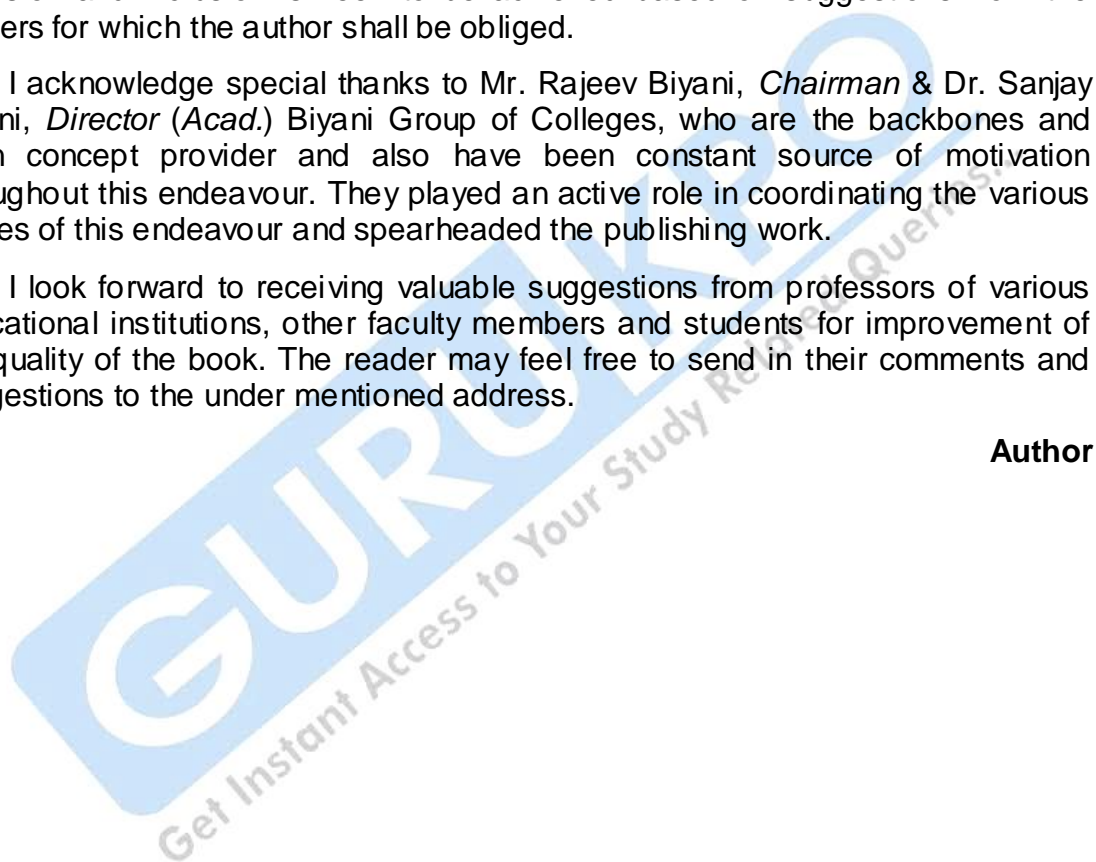 ers for which the author shall be obliged.
I acknowledge special thanks to Mr. Rajeev Biyani, Chairman & Dr. Sanjay
ni, Director (Acad.) Biyani Group of Colleges, who are the backbones and
concept provider and also have been constant source of motivation
ughout this endeavour. They played an active role in coordinating the various
es of this endeavour and spearheaded the publishing work.
I look forward to receiving valuable suggestions from professors of various
cational institutions, other faculty members and students for improvement of
quality of the book. The reader may feel free to send in their comments and
gestions to the under mentioned address.
Author
GURUKPO
Get Instant Access to Your Study Related Queries...